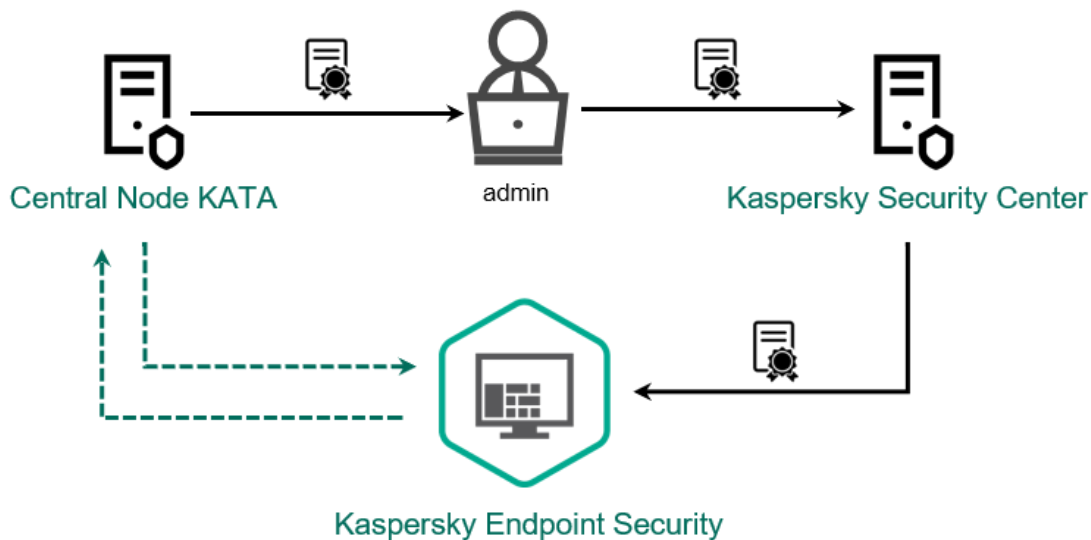 Central Node KATA
admin
Kaspersky Security Center
Kaspersky Endpoint Security